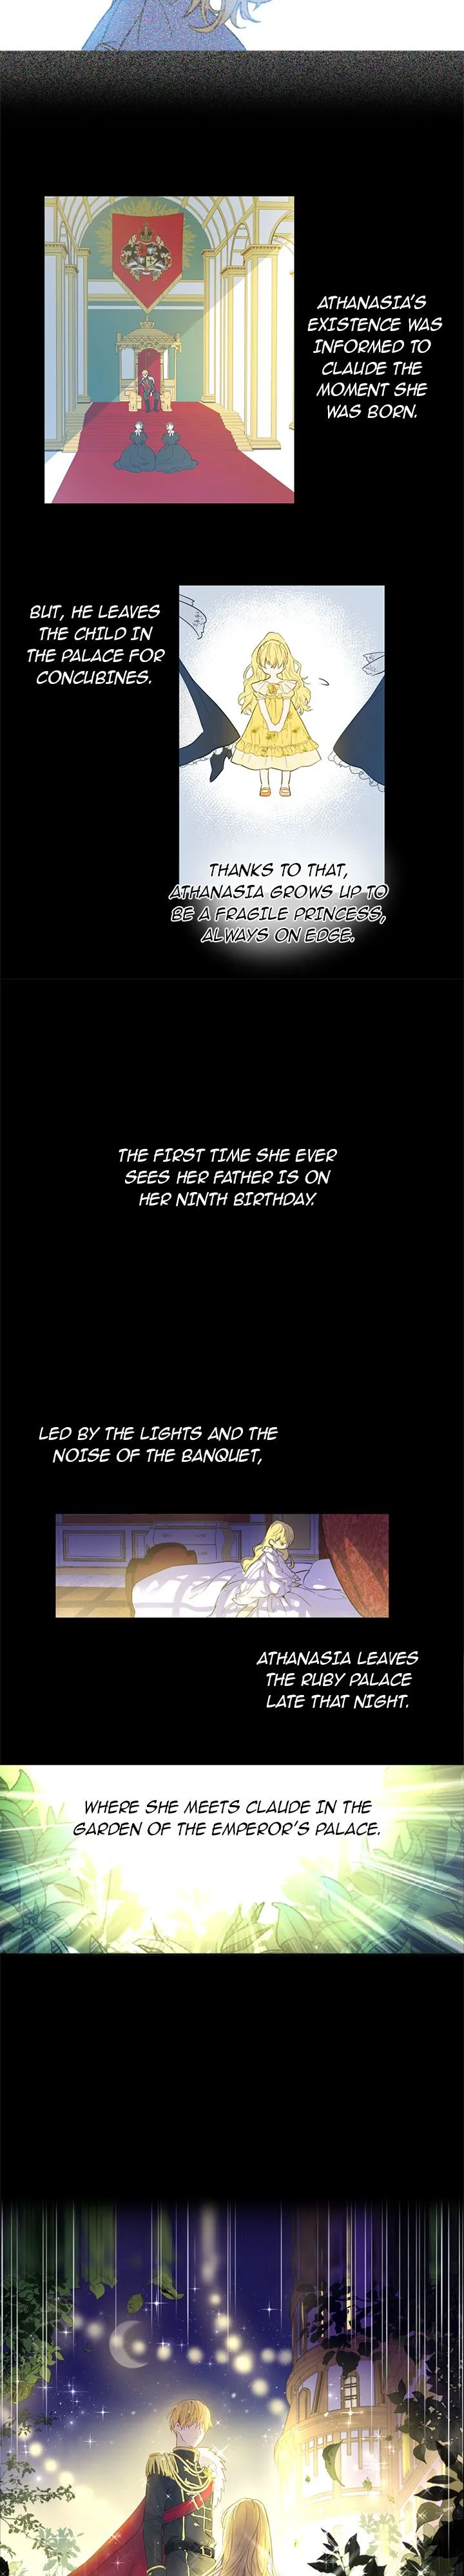 ATHANASIA'S
EXISTENCE WAS
INFORMED TO
CLAUDE THE
MOMENT SHE
WAS BORN.
BUT, HE LEAVES
THE CHILD IN
THE PALACE FOR
CONCUBINES.
THANKS TO THAT,
ATHANASIA GROWS UP TO
BE A FRAGILE PRINCESS,
ALWAYS ON EDGE.
THE FIRST TIME SHE EVER
SEES HER FATHER IS ON
HER NINTH BIRTHDAY.
LED BY THE LIGHTS AND THE
NOISE OF THE BANQUET,
ATHANASIA LEAVES
THE RUBY PALACE
LATE THAT NIGHT.
WHERE SHE MEETS CLAUDE IN THE
GARDEN OF THE EMPEROR'S PALACE.